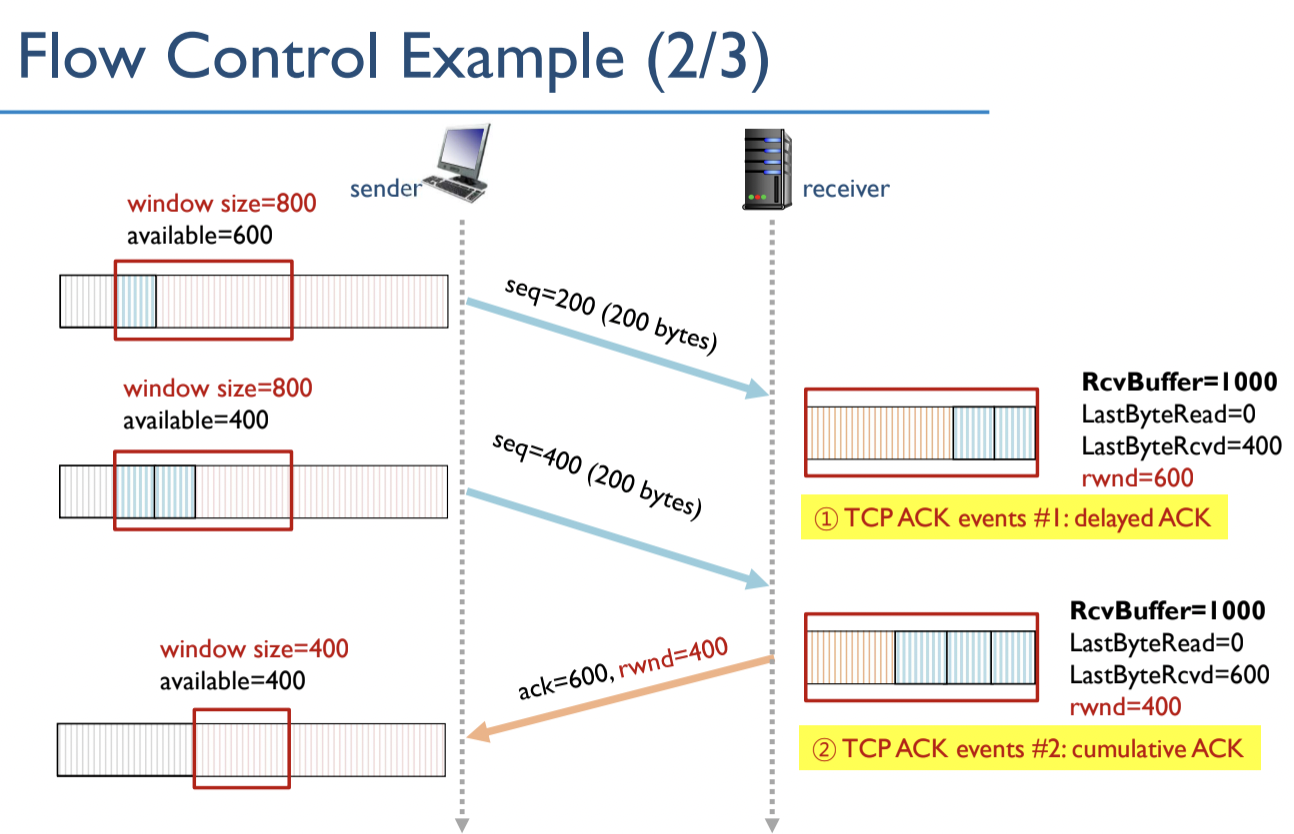 Flow Control Example (2/3)
sender
receiver
window size=800
available=600
seq=200 (200 bytes)
window size=800
available=400
RcvBuffer=1000
LastByteRead=0
LastByteRcvd=400
rwnd=600
① TCP ACK events #1: delayed ACK
seq=400 (200 bytes)
RcvBuffer=1000
LastByteRead=0
LastByteRcvd=600
rwnd=400
② TCP ACK events #2: cumulative ACK
window size=400
available=400
ack=600, rwnd=400